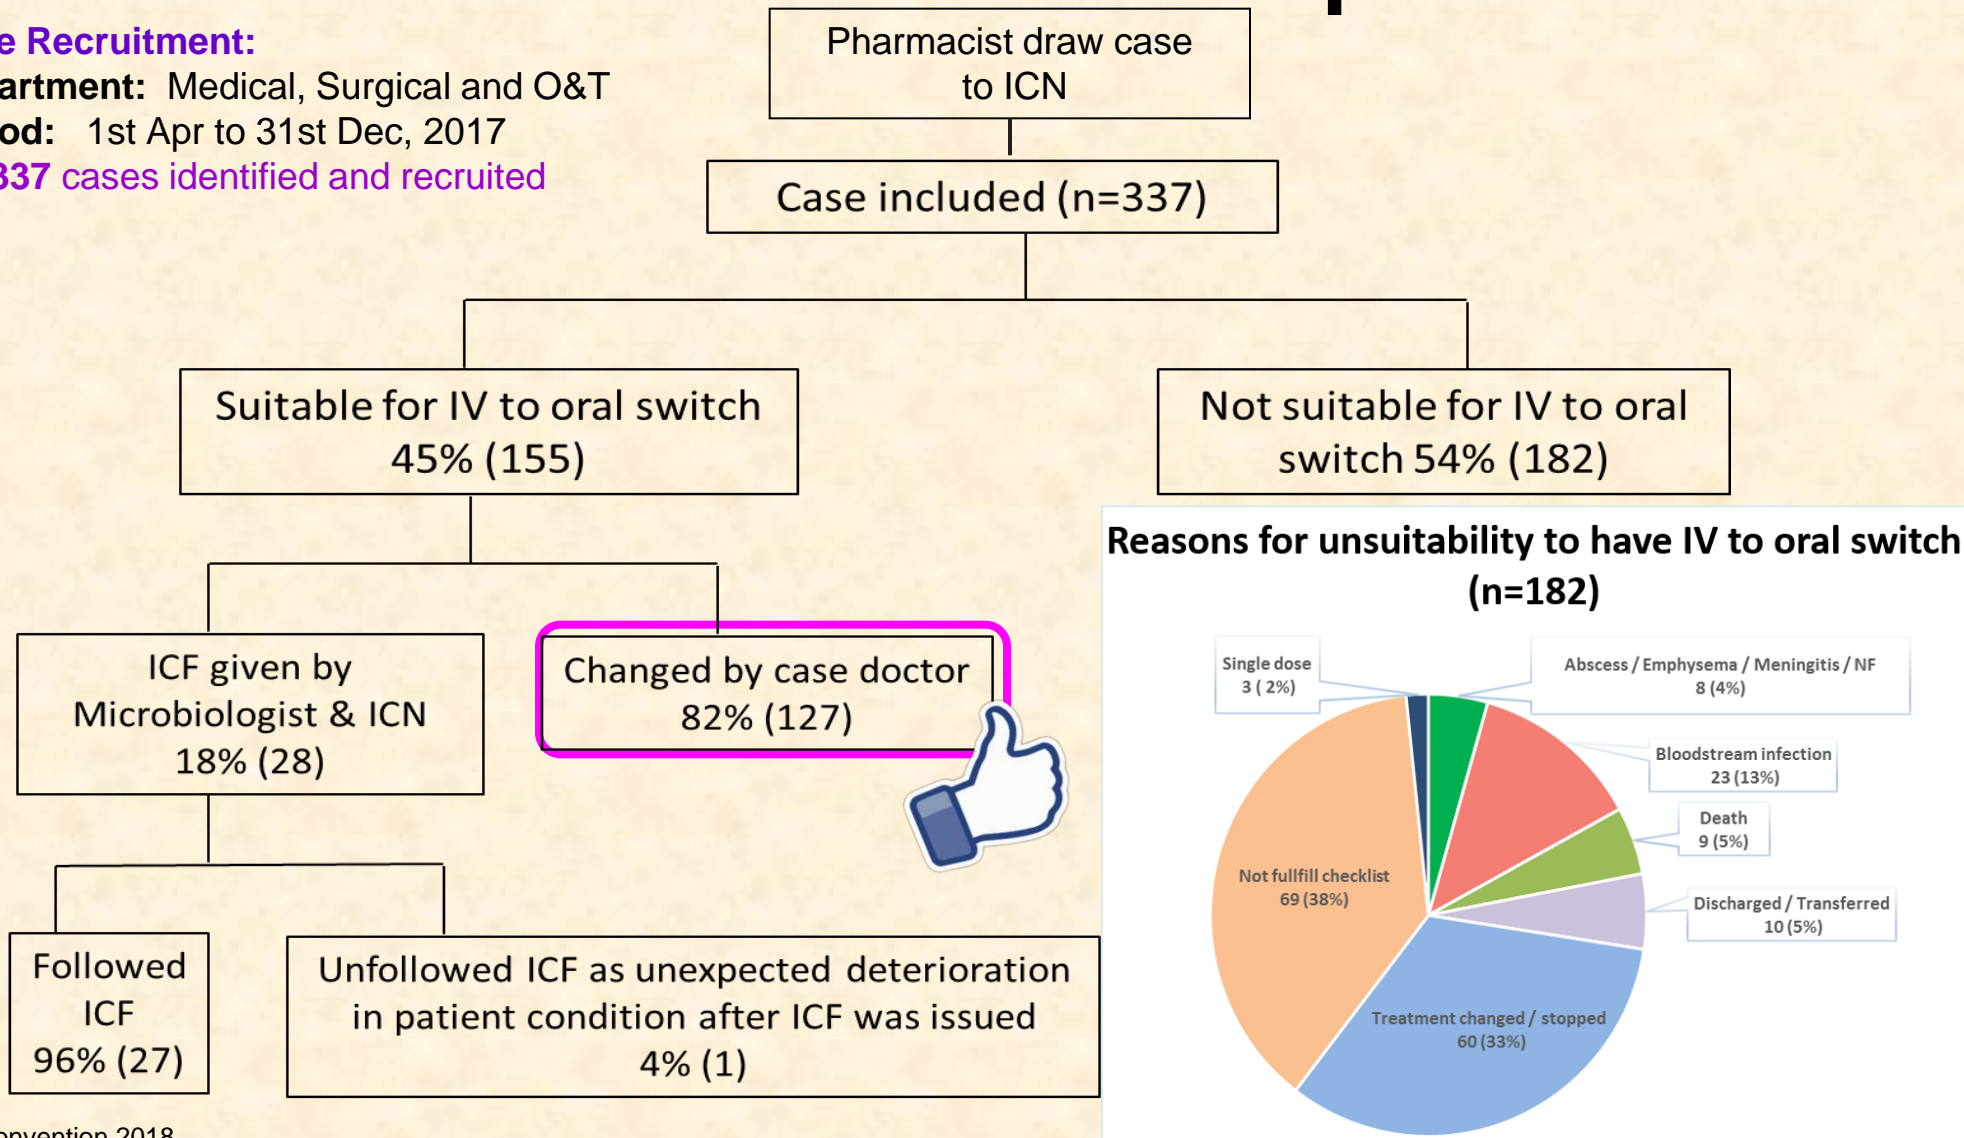 e Recruitment:
artment: Medical, Surgical and O&T
od: 1st Apr to 31st Dec, 2017
337 cases identified and recruited
Pharmacist draw case
to ICN
Case included (n=337)
Suitable for IV to oral switch
45% (155)
Not suitable for IV to oral
switch 54% (182)
ICF given by
Microbiologist & ICN
18% (28)
Changed by case doctor
82% (127)
Followed
ICF
96% (27)
Unfollowed ICF as unexpected deterioration
in patient condition after ICF was issued
4% (1)
Reasons for unsuitability to have IV to oral switch
(n=182)
Single dose
3 ( 2%)
Abscess / Emphysema / Meningitis / NF
8 (4%)
Bloodstream infection
23 (13%)
Death
9 (5%)
Discharged / Transferred
10 (5%)
Not fullfill checklist
69 (38%)
Treatment changed / stopped
60 (33%)
onvention 2018